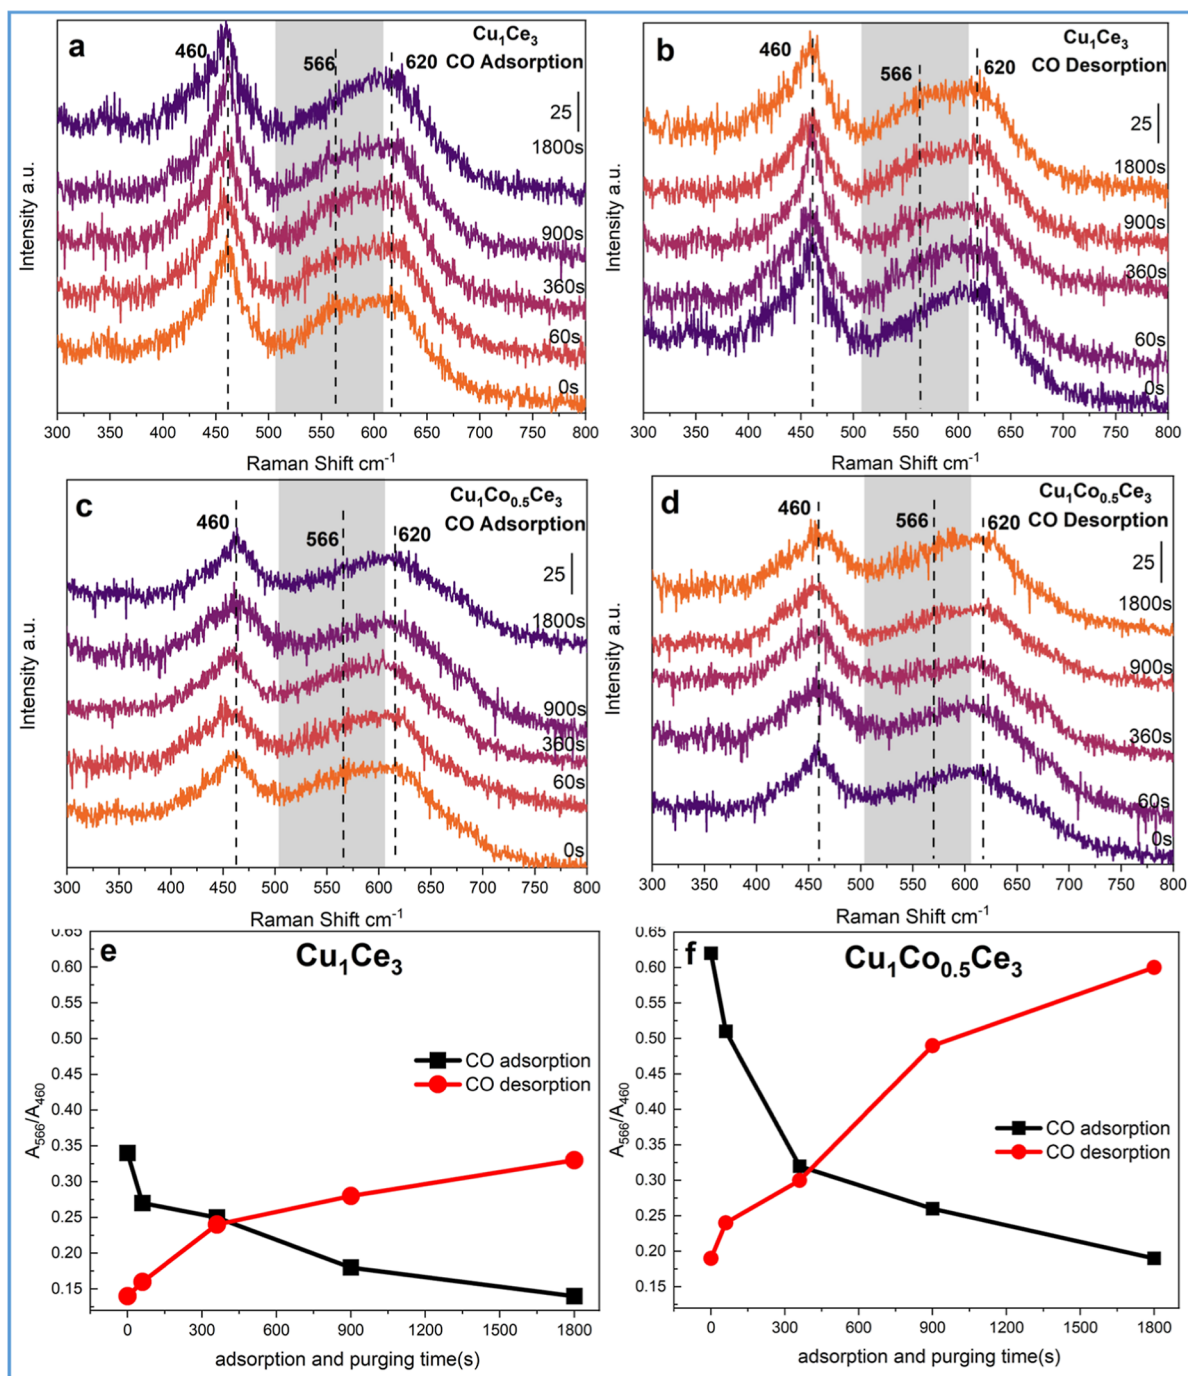 a
Cu₁Ce₃
CO Adsorption
460
566
620
25
1800s
900s
360s
60s
0s
Intensity a.u.
300 350 400 450 500 550 600 650 700 750 800
Raman Shift cm⁻¹
b
Cu₁Ce₃
CO Desorption
460
566
620
25
1800s
900s
360s
60s
0s
Intensity a.u.
300 350 400 450 500 550 600 650 700 750 800
Raman Shift cm⁻¹
c
Cu₁Co₀.₅Ce₃
CO Adsorption
460
566
620
25
1800s
900s
360s
60s
0s
Intensity a.u.
300 350 400 450 500 550 600 650 700 750 800
Raman Shift cm⁻¹
d
Cu₁Co₀.₅Ce₃
CO Desorption
460
566
620
25
1800s
900s
360s
60s
0s
Intensity a.u.
300 350 400 450 500 550 600 650 700 750 800
Raman Shift cm⁻¹
e
Cu₁Ce₃
0.65
0.60
0.55
0.50
0.45
0.40
0.35
0.30
0.25
0.20
0.15
A₅₆₆/A₄₆₀
CO adsorption
CO desorption
0 300 600 900 1200 1500 1800
adsorption and purging time(s)
f
Cu₁Co₀.₅Ce₃
0.65
0.60
0.55
0.50
0.45
0.40
0.35
0.30
0.25
0.20
0.15
A₅₆₆/A₄₆₀
CO adsorption
CO desorption
0 300 600 900 1200 1500 1800
adsorption and purging time(s)